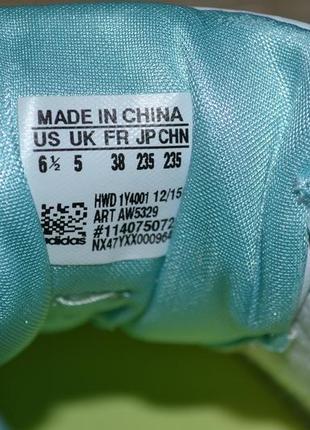 MADE IN CHINA
US UK FR JP CHN
6½ 5 38 235 235
HWD 1Y4001 12/15
ART AW5329
#114075072
NX47YXX000964
adidas